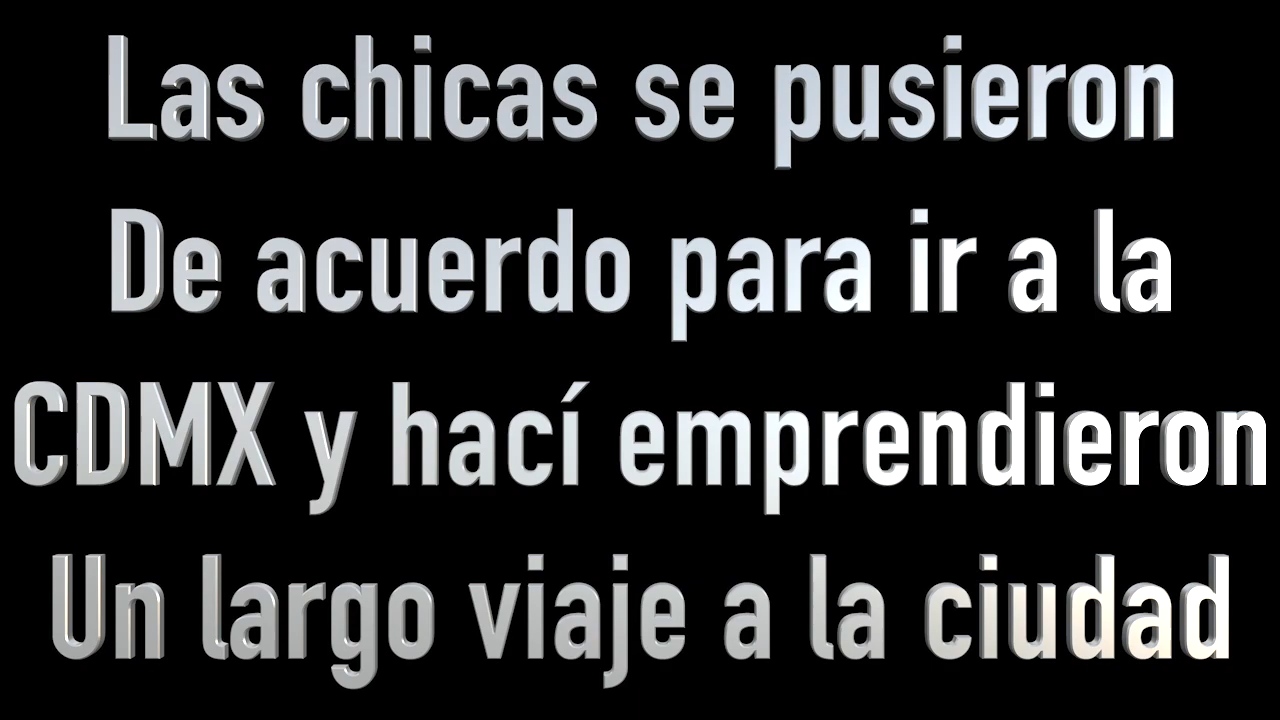 Las chicas se pusieron
De acuerdo para ir a la
CDMX y hací emprendieron
Un largo viaje a la ciudad